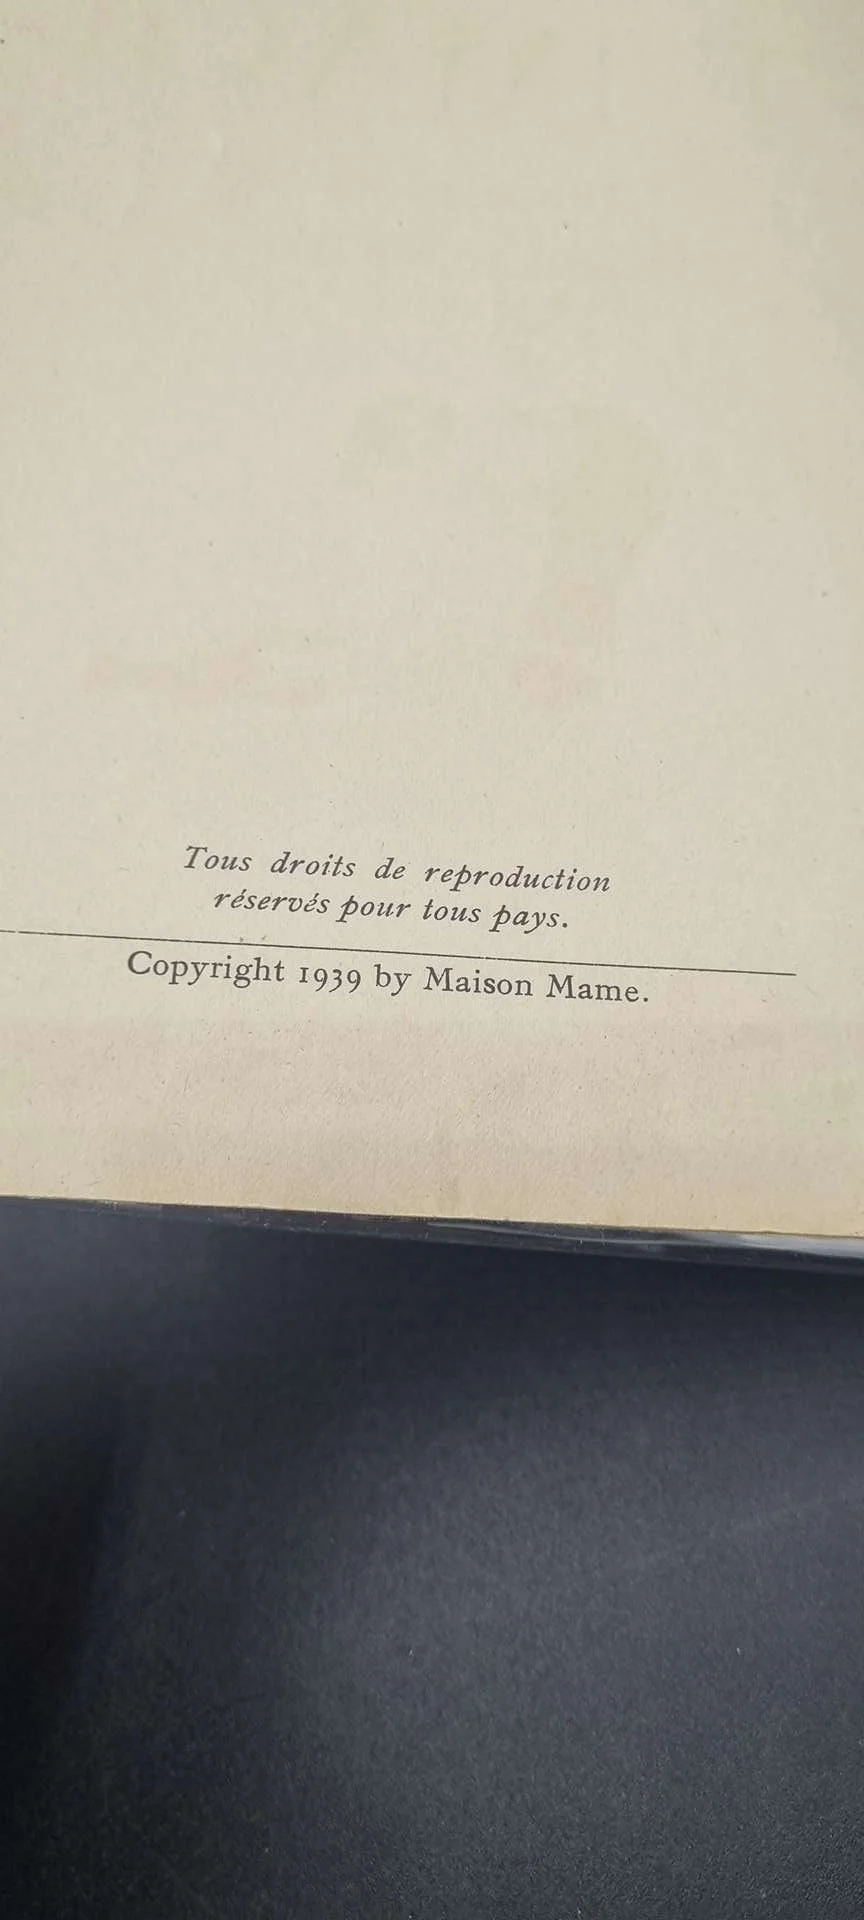 Tous droits de reproduction
réservés pour tous pays.
Copyright 1939 by Maison Mame.